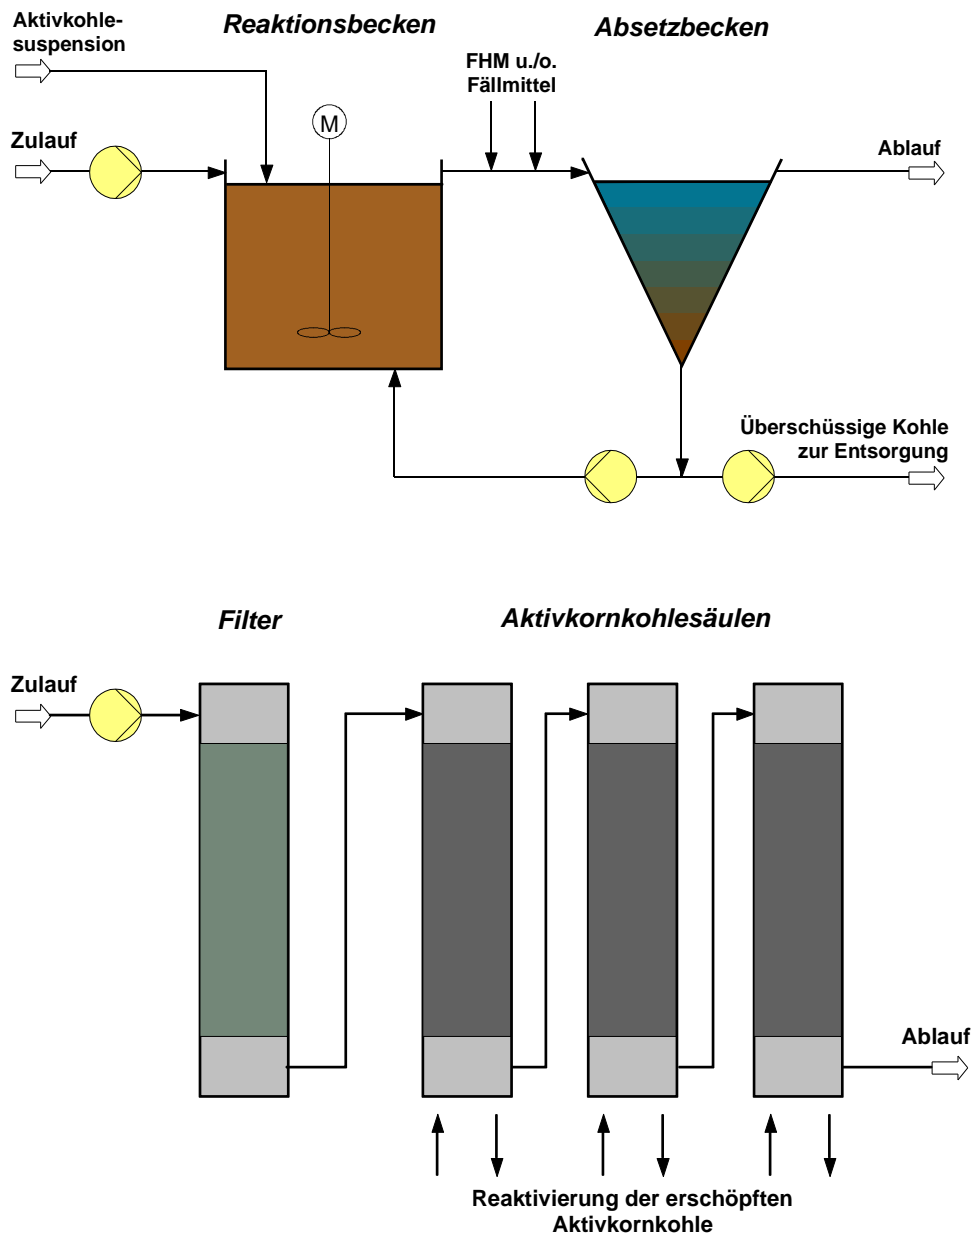 Aktivkohle-
suspension
Reaktionsbecken
Absetzbecken
FHM u./o.
Fällmittel
M
Zulauf
Ablauf
Überschüssige Kohle
zur Entsorgung
Filter
Aktivkornkohlesäulen
Zulauf
Ablauf
Reaktivierung der erschöpften
Aktivkornkohle